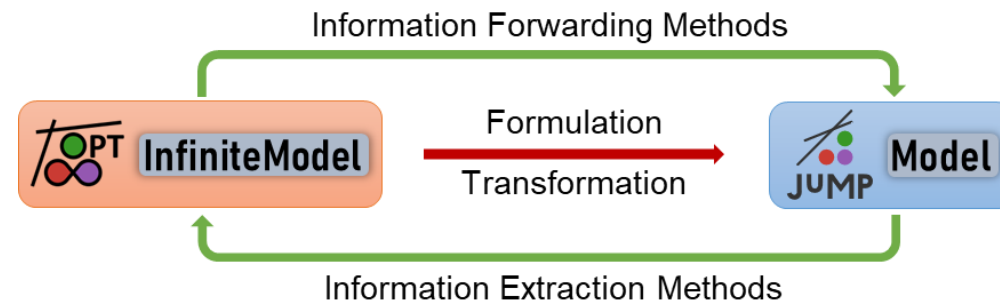 Information Forwarding Methods
OPT InfiniteModel
Formulation
Transformation
JuMP Model
Information Extraction Methods